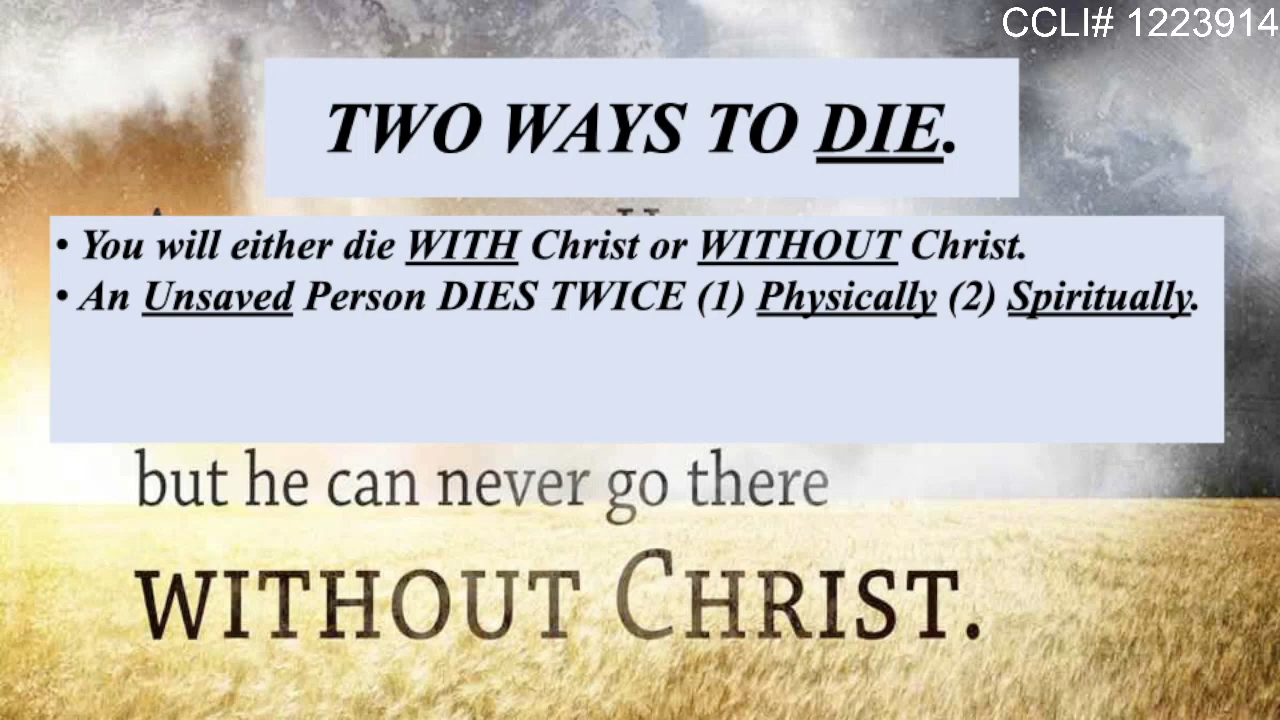 CCLI# 1223914
TWO WAYS TO DIE.
• You will either die WITH Christ or WITHOUT Christ.
• An Unsaved Person DIES TWICE (1) Physically (2) Spiritually.
but he can never go there
WITHOUT CHRIST.